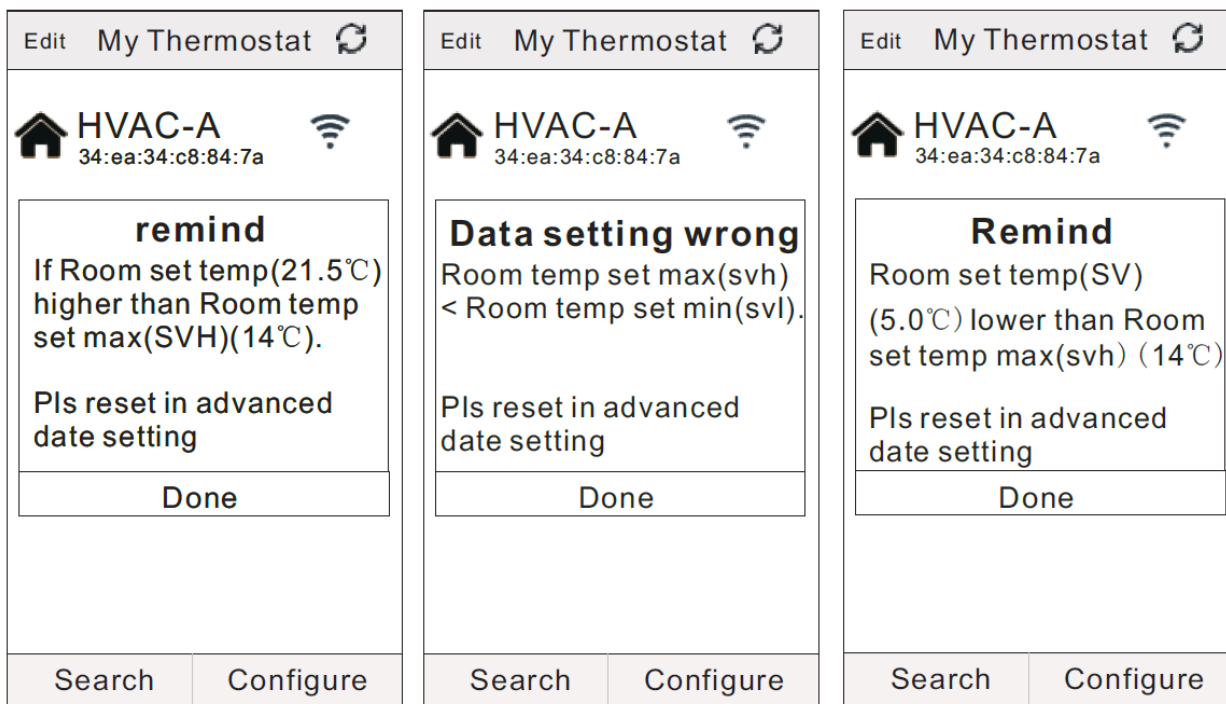 Edit My Thermostat
HVAC-A
34:ea:34:c8:84:7a
remind
If Room set temp(21.5℃)
higher than Room temp
set max(SVH)(14℃).
Pls reset in advanced
date setting
Done
Search Configure
Edit My Thermostat
HVAC-A
34:ea:34:c8:84:7a
Data setting wrong
Room temp set max(svh)
< Room temp set min(svl).
Pls reset in advanced
date setting
Done
Search Configure
Edit My Thermostat
HVAC-A
34:ea:34:c8:84:7a
Remind
Room set temp(SV)
(5.0℃) lower than Room
set temp max(svh) (14℃)
Pls reset in advanced
date setting
Done
Search Configure